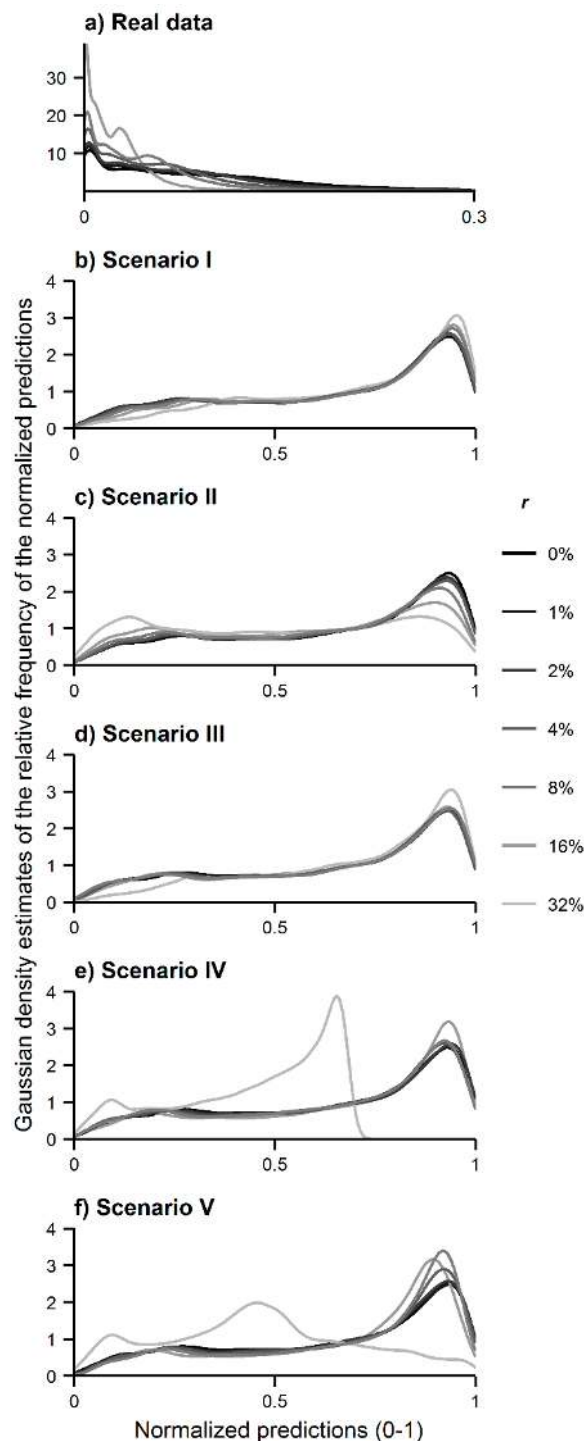 a) Real data
30
20
10
0 0.3
b) Scenario I
4
3
2
1
0
0 0.5 1
c) Scenario II
4
3
2
1
0
0 0.5 1
d) Scenario III
4
3
2
1
0
0 0.5 1
e) Scenario IV
4
3
2
1
0
0 0.5 1
f) Scenario V
4
3
2
1
0
0 0.5 1
Normalized predictions (0-1)
Gaussian density estimates of the relative frequency of the normalized predictions
r
0%
1%
2%
4%
8%
16%
32%